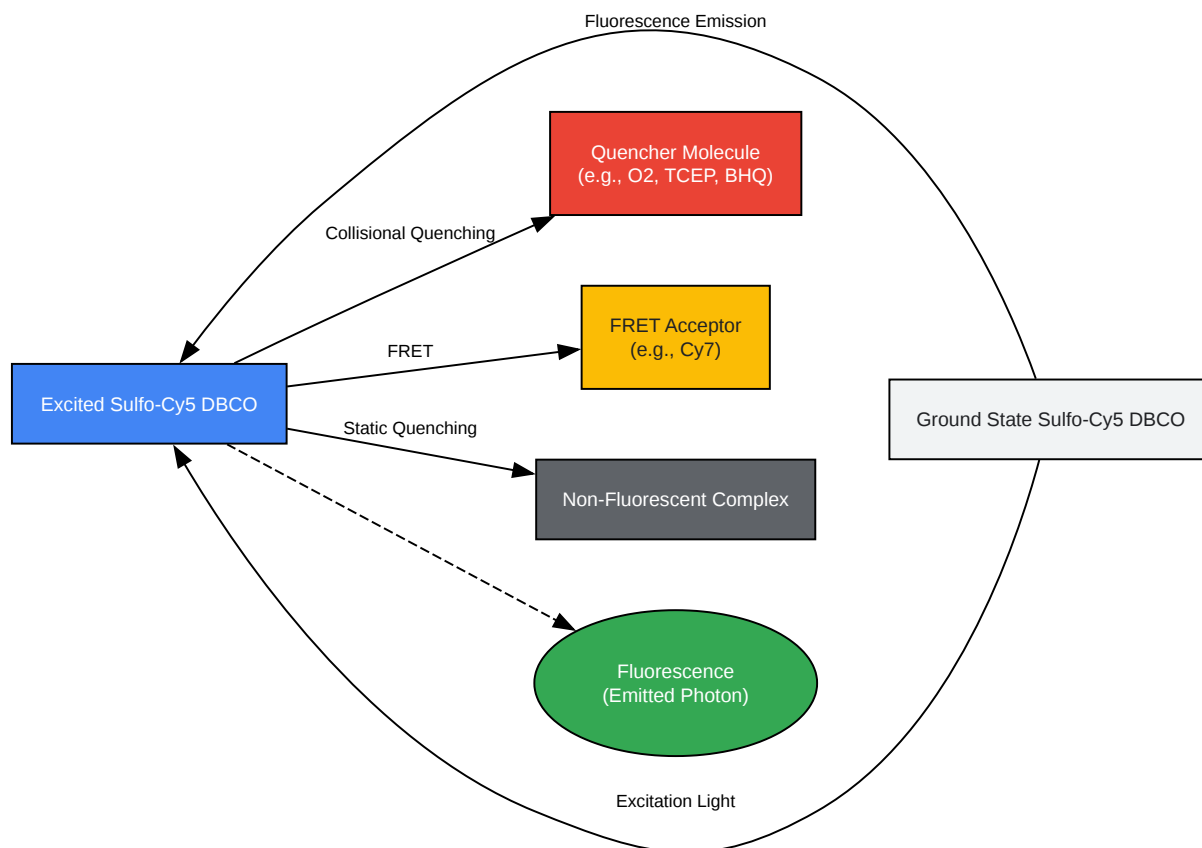 Fluorescence Emission
Quencher Molecule
(e.g., O2, TCEP, BHQ)
Collisional Quenching
FRET Acceptor
(e.g., Cy7)
FRET
Excited Sulfo-Cy5 DBCO
Ground State Sulfo-Cy5 DBCO
Static Quenching
Non-Fluorescent Complex
Fluorescence
(Emitted Photon)
Excitation Light